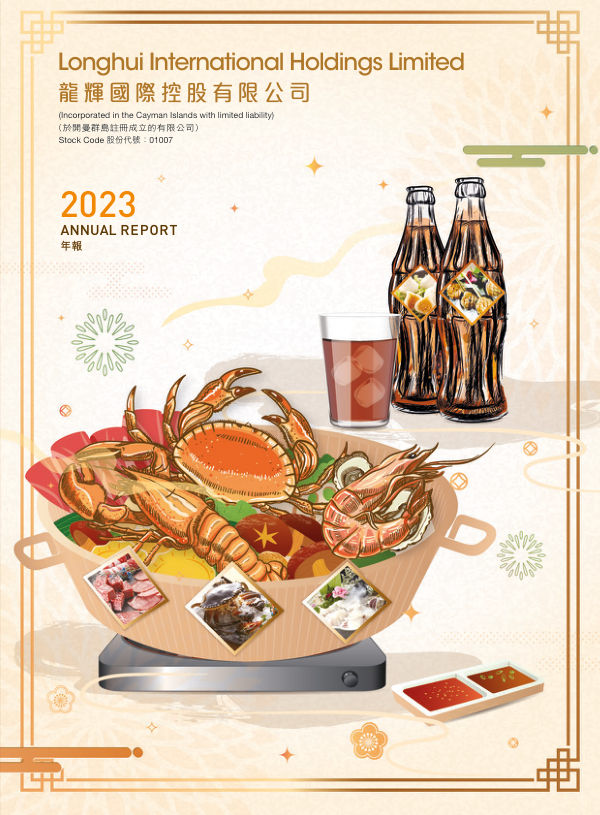 Longhui International Holdings Limited
龍輝國際控股有限公司
(Incorporated in the Cayman Islands with limited liability)
(於開曼群島註冊成立的有限公司)
Stock Code 股份代號：01007
2023
ANNUAL REPORT
年報